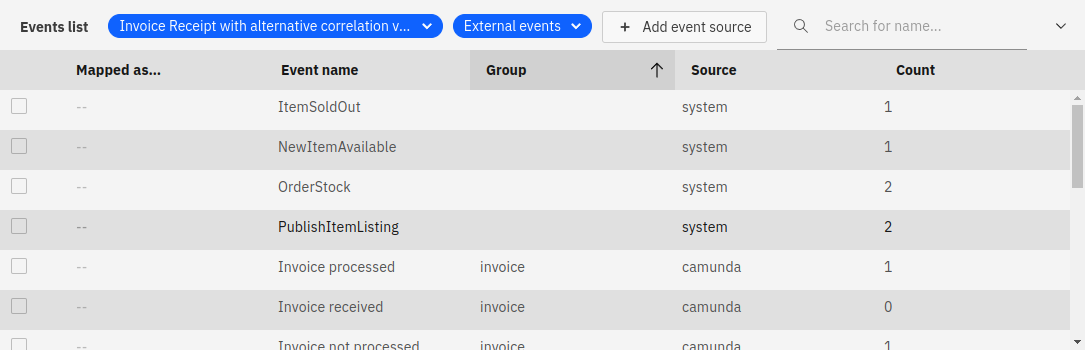 Events list Invoice Receipt with alternative correlation v... External events + Add event source Search for name...
Mapped as... Event name Group Source Count
-- ItemSoldOut system 1
-- NewItemAvailable system 1
-- OrderStock system 2
-- PublishItemListing system 2
-- Invoice processed invoice camunda 1
-- Invoice received invoice camunda 0
-- Invoice not processed invoice camunda 1